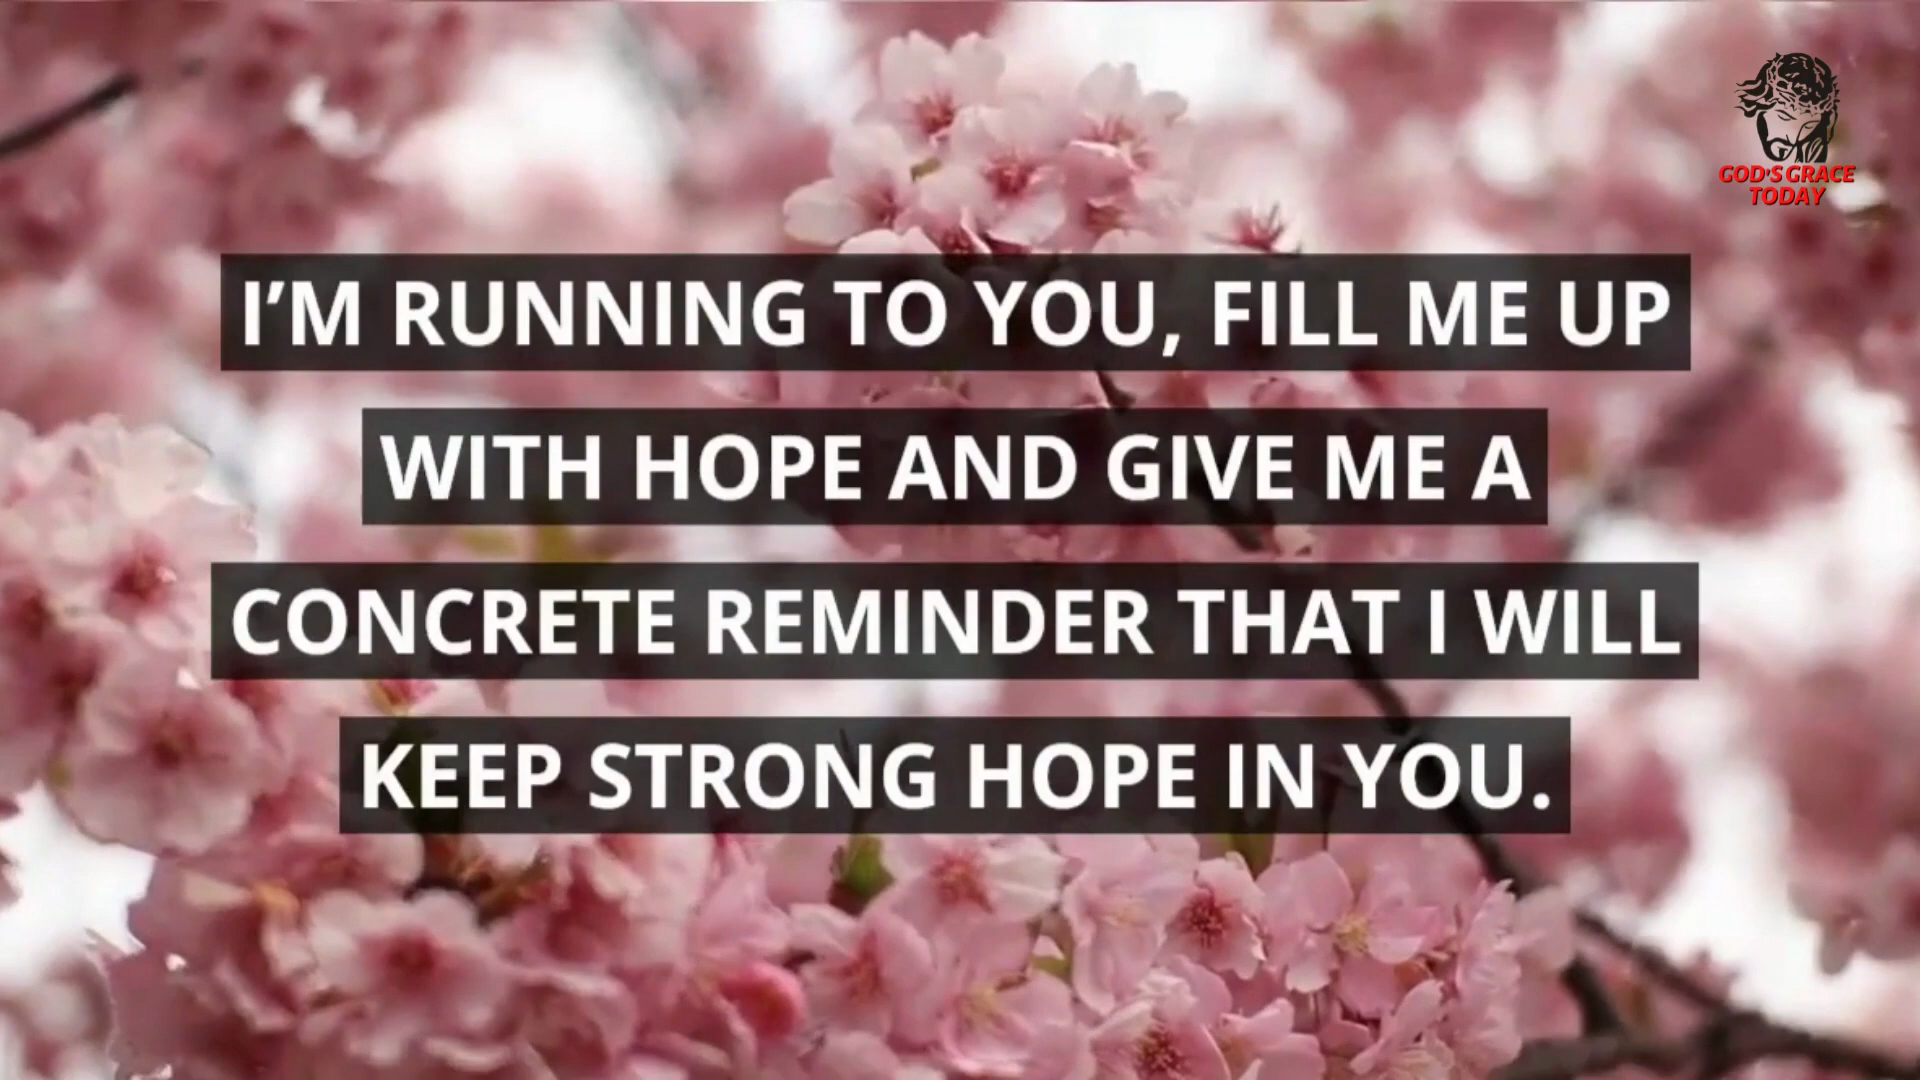 GOD'S GRACE
TODAY
I’M RUNNING TO YOU, FILL ME UP
WITH HOPE AND GIVE ME A
CONCRETE REMINDER THAT I WILL
KEEP STRONG HOPE IN YOU.